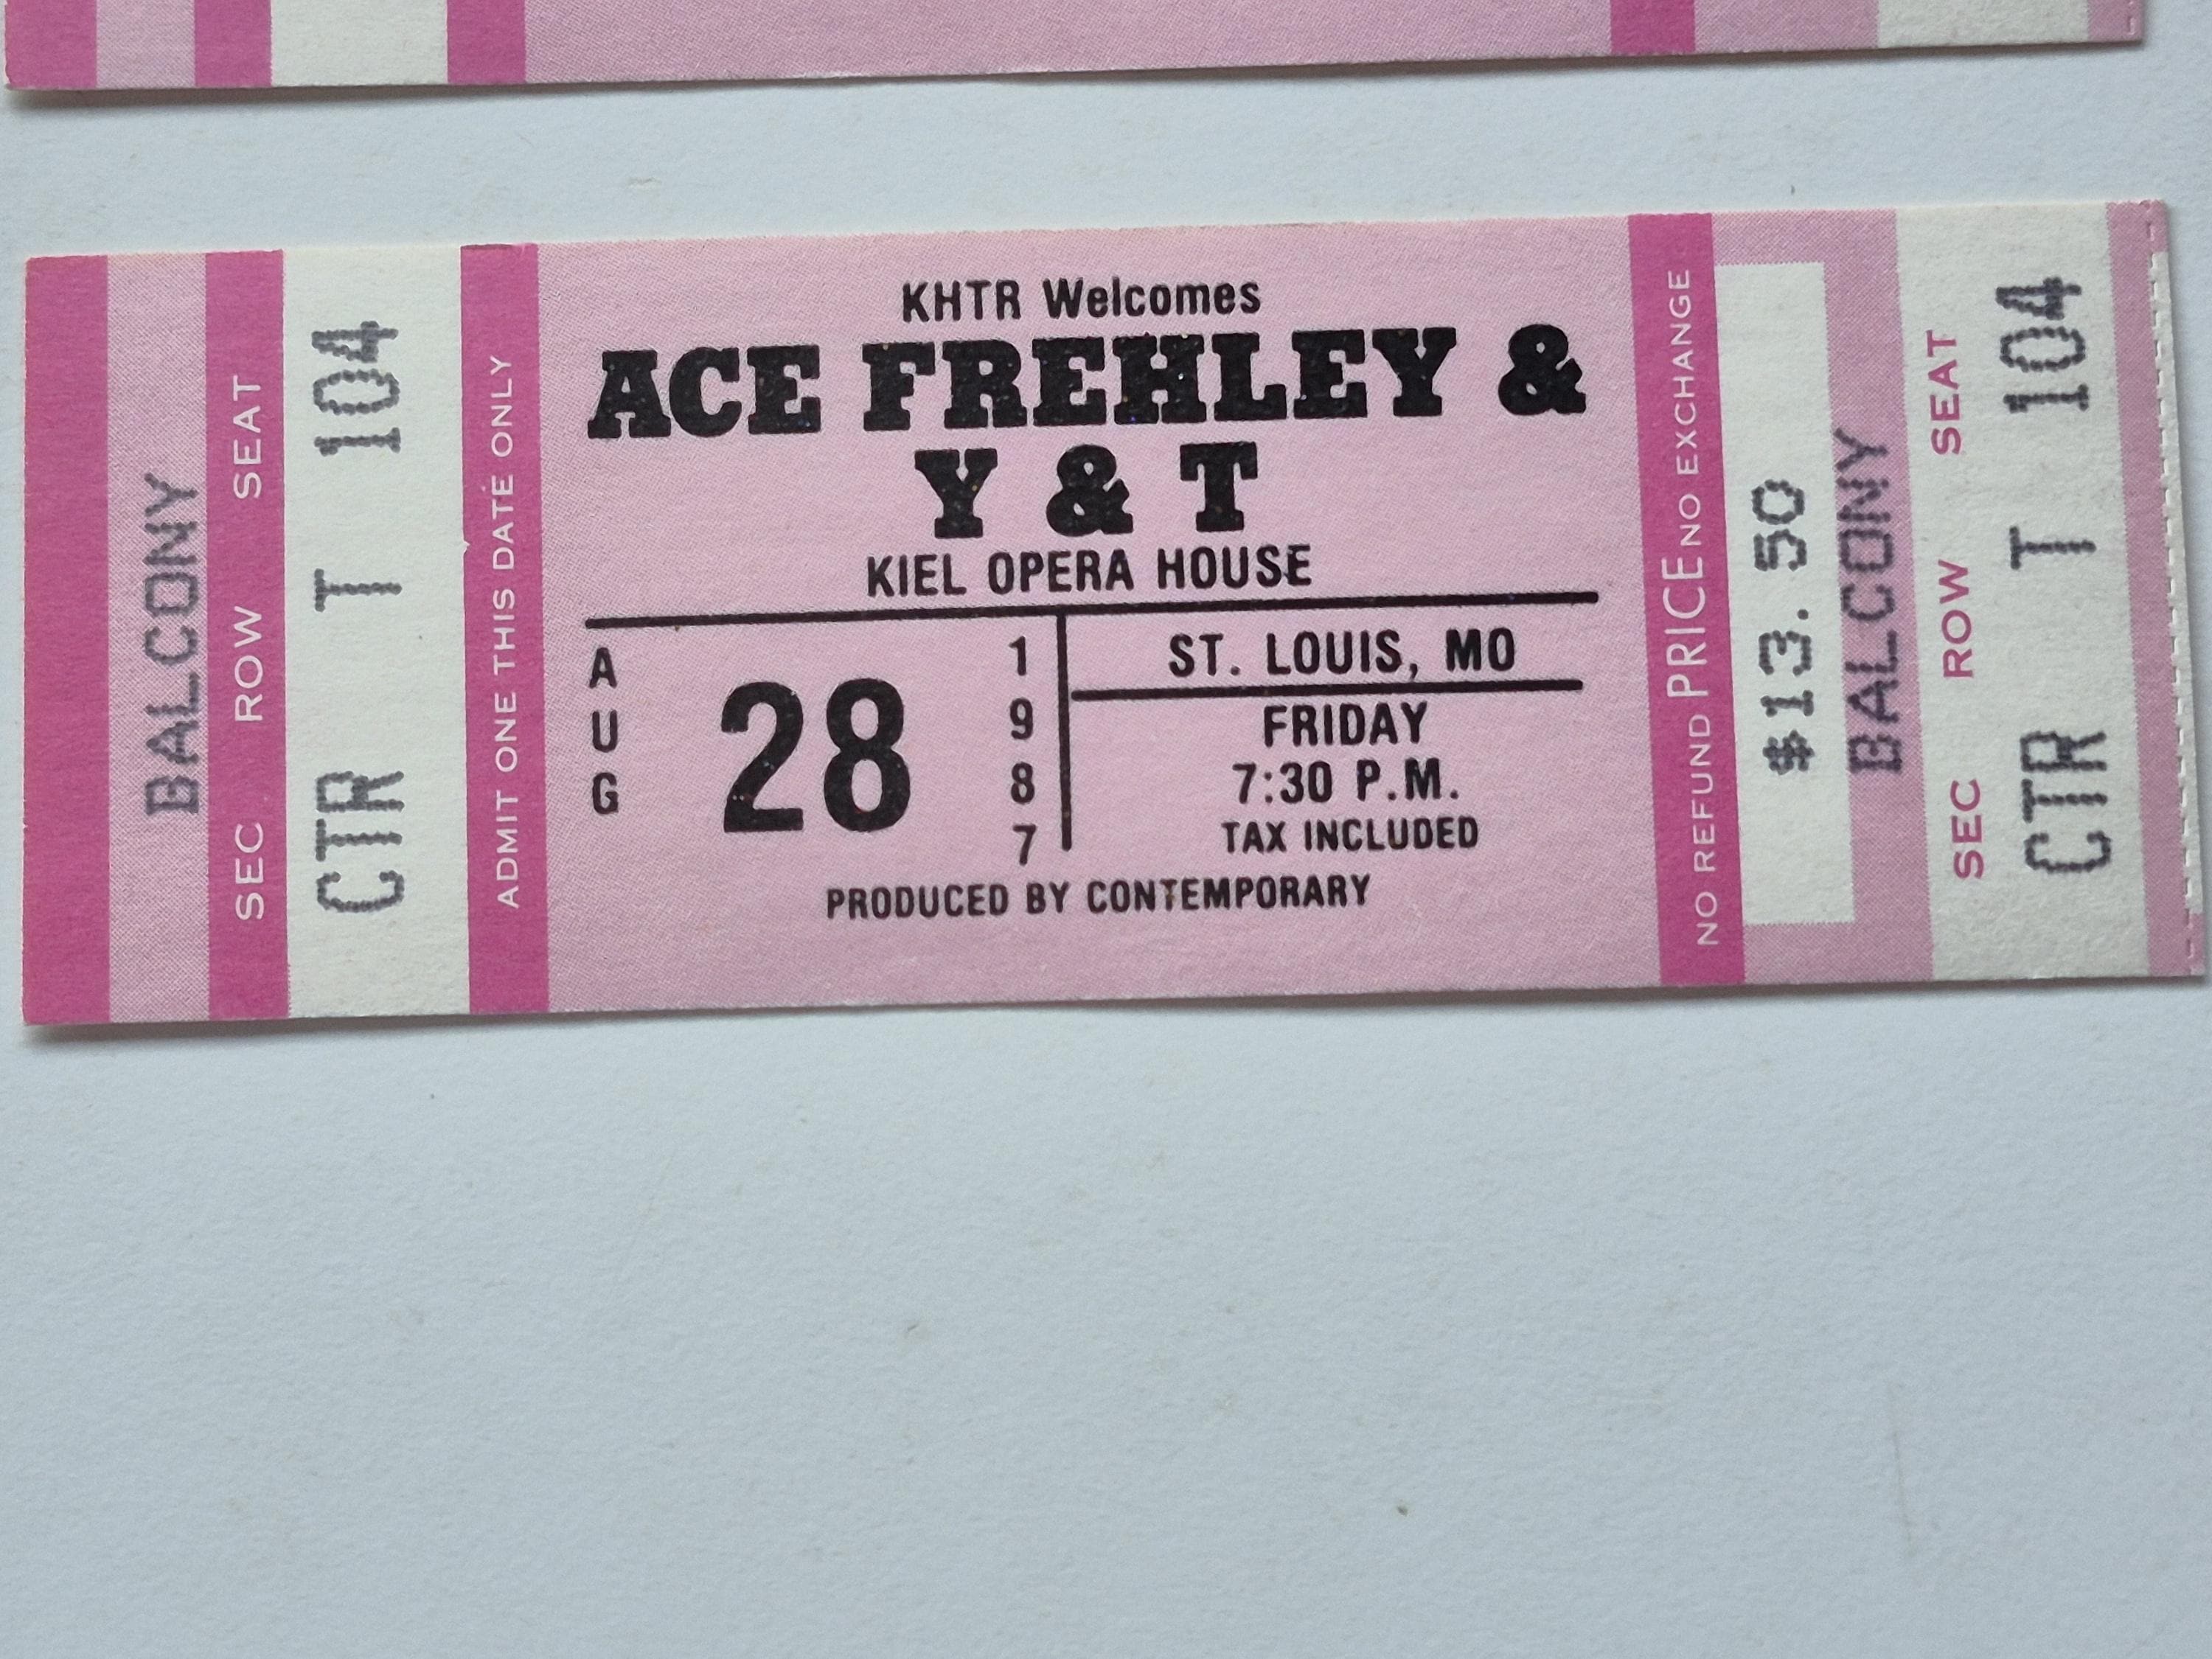 BALCONY
SEC ROW SEAT
CTR T 104
ADMIT ONE THIS DATE ONLY
KHTR Welcomes
ACE FREHLEY &
Y & T
KIEL OPERA HOUSE
AUG
28
1987
ST. LOUIS, MO
FRIDAY
7:30 P.M.
TAX INCLUDED
PRODUCED BY CONTEMPORARY
NO REFUND PRICE NO EXCHANGE
$13.50
BALCONY
SEC ROW SEAT
CTR T 104